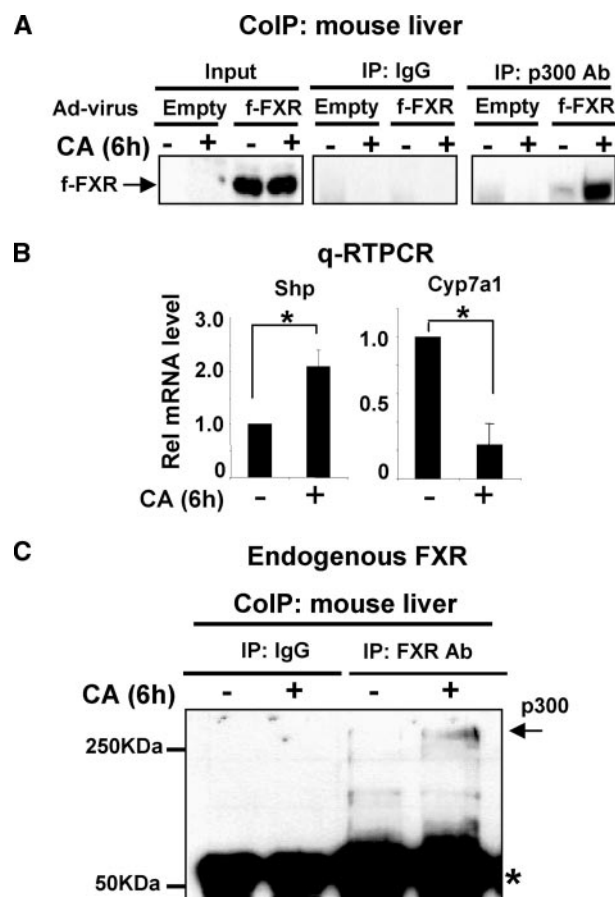 A
CoIP: mouse liver
Input IP: IgG IP: p300 Ab
Ad-virus Empty f-FXR Empty f-FXR Empty f-FXR
CA (6h) - + - + - + - + - + - +
f-FXR
B
q-RTPCR
Shp Cyp7a1
Rel mRNA level
3.0
2.0
1.0
0
*
1.0
0.5
0
*
CA (6h) - + - +
C
Endogenous FXR
CoIP: mouse liver
IP: IgG IP: FXR Ab
CA (6h) - + - +
p300
250KDa
50KDa
*